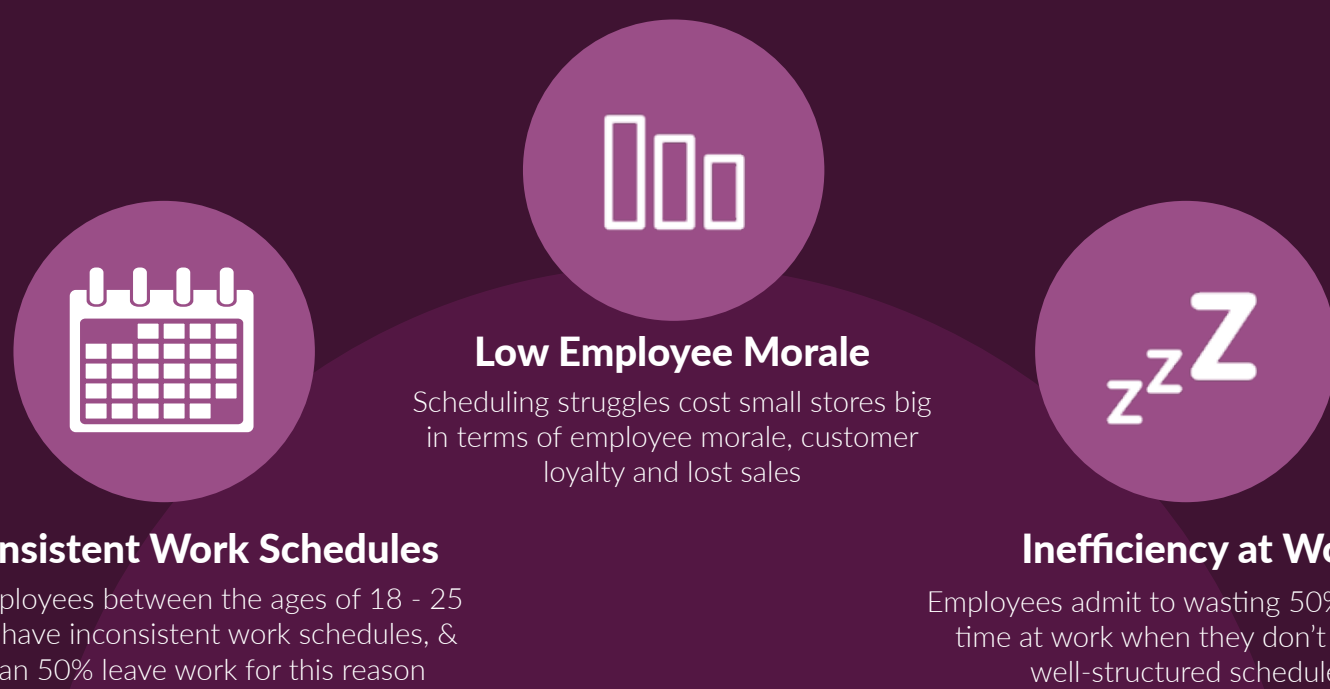 Low Employee Morale
Scheduling struggles cost small stores big
in terms of employee morale, customer
loyalty and lost sales
nsistent Work Schedules
ployees between the ages of 18 - 25
have inconsistent work schedules, &
an 50% leave work for this reason
Inefficiency at Wo
Employees admit to wasting 50%
time at work when they don't
well-structured schedule
zzZ